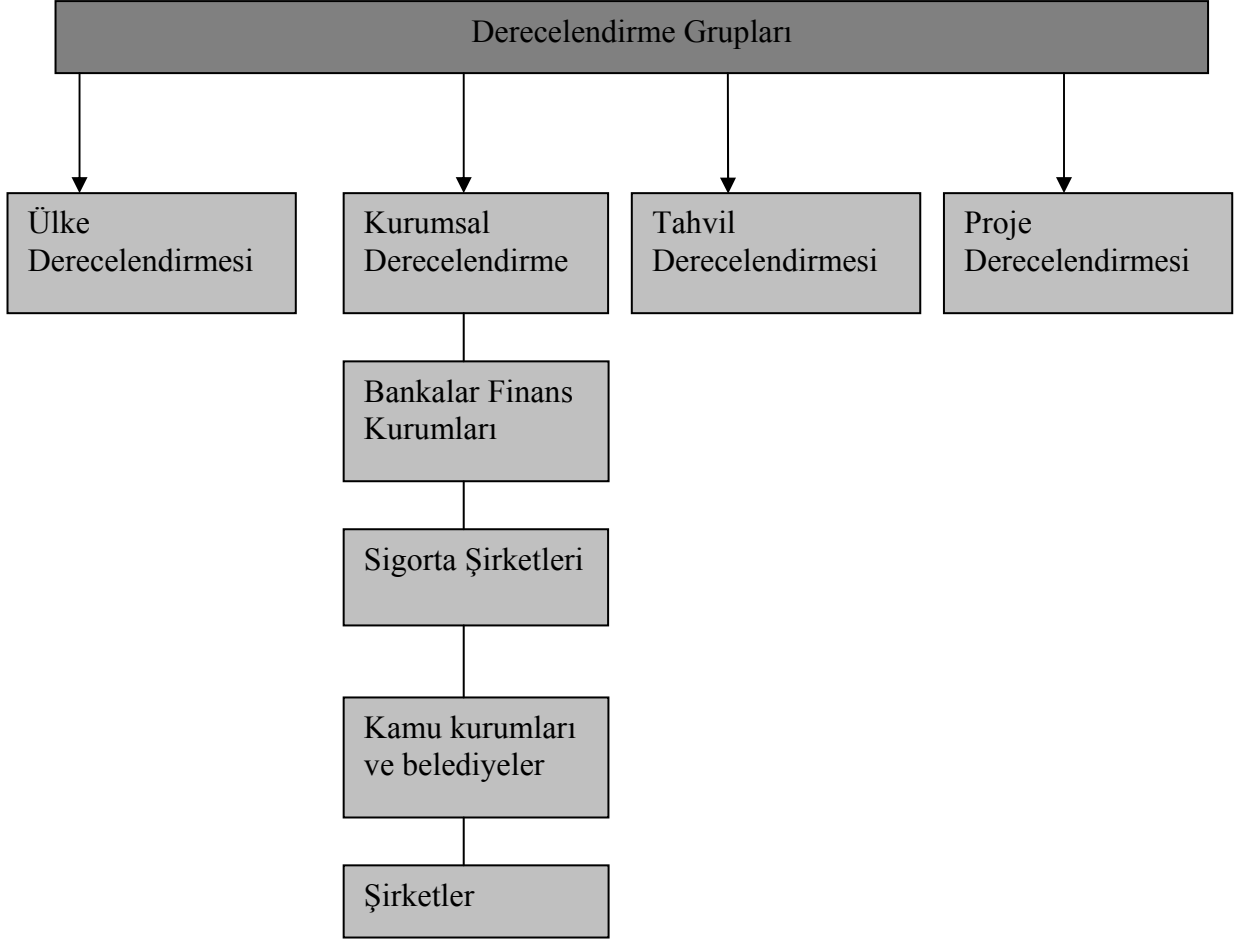 Derecelendirme Grupları
Ülke
Derecelendirmesi
Kurumsal
Derecelendirme
Tahvil
Derecelendirmesi
Proje
Derecelendirmesi
Bankalar Finans
Kurumları
Sigorta Şirketleri
Kamu kurumları
ve belediyeler
Şirketler